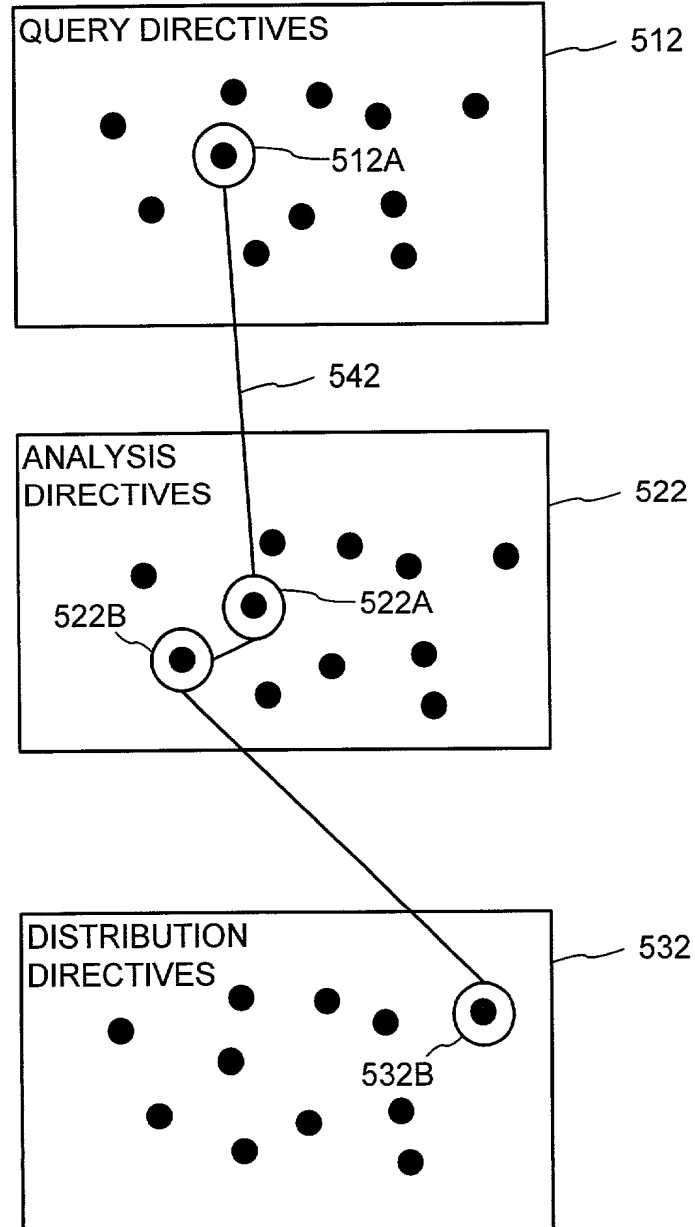 QUERY DIRECTIVES
512
512A
542
ANALYSIS
DIRECTIVES
522
522A
522B
DISTRIBUTION
DIRECTIVES
532
532B